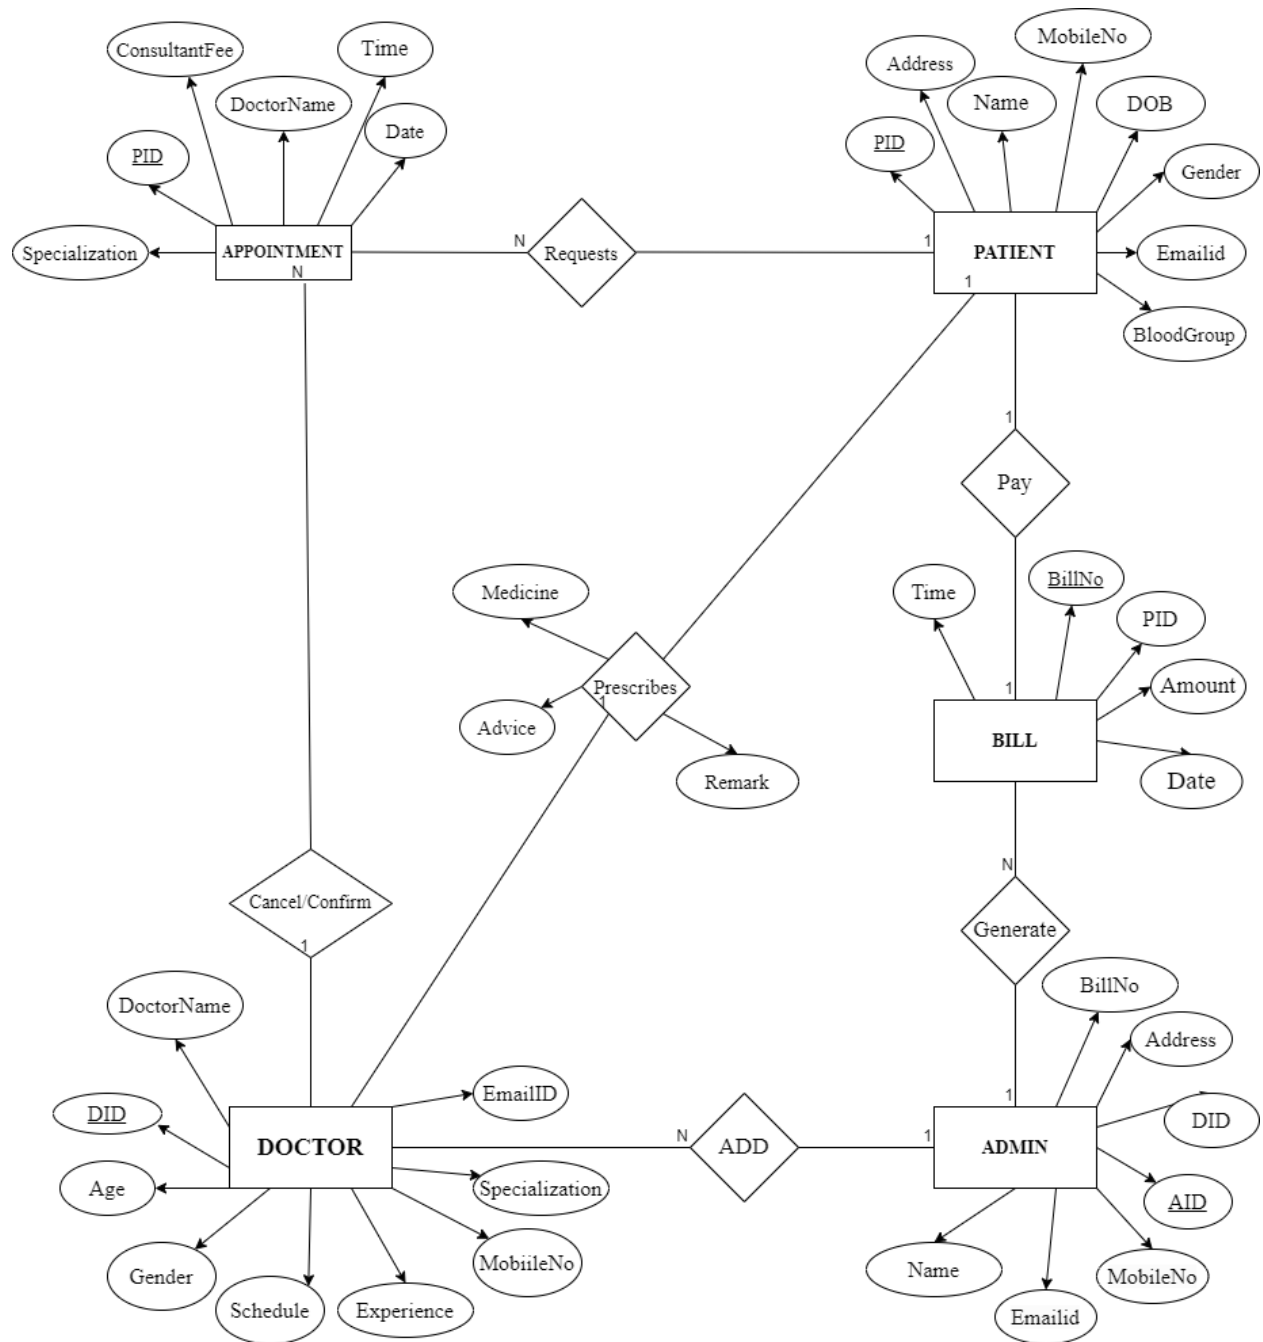 MobileNo
ConsultantFee
Time
Address
DoctorName
Name
DOB
Date
PID
PID
Gender
Specialization
APPOINTMENT
N
N
Requests
1
PATIENT
1
Emailid
BloodGroup
1
Pay
Medicine
Time
BillNo
PID
Prescribes
1
1
Amount
Advice
BILL
Remark
Date
N
Cancel/Confirm
1
Generate
DoctorName
BillNo
Address
EmailID
1
DID
DID
DOCTOR
N
ADD
1
ADMIN
Age
Specialization
AID
Gender
MobiileNo
Name
MobileNo
Schedule
Experience
Emailid